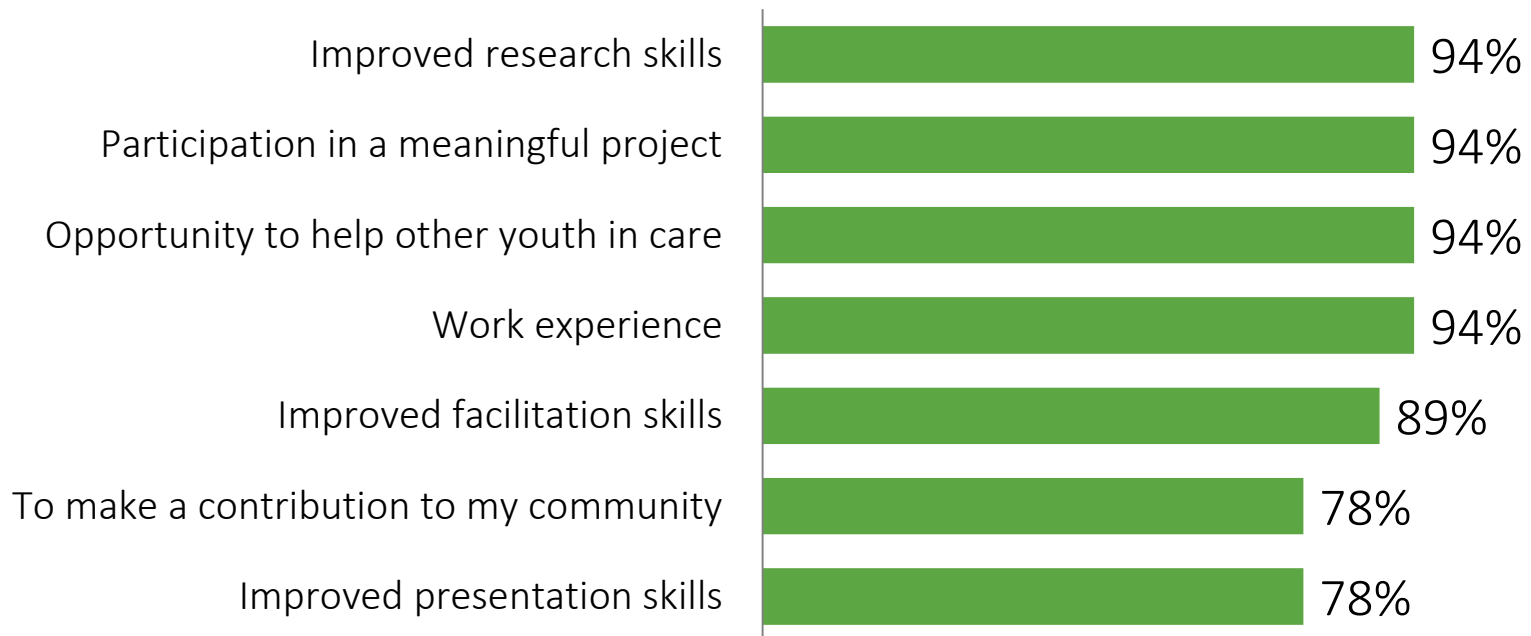 Improved research skills 94%
Participation in a meaningful project 94%
Opportunity to help other youth in care 94%
Work experience 94%
Improved facilitation skills 89%
To make a contribution to my community 78%
Improved presentation skills 78%